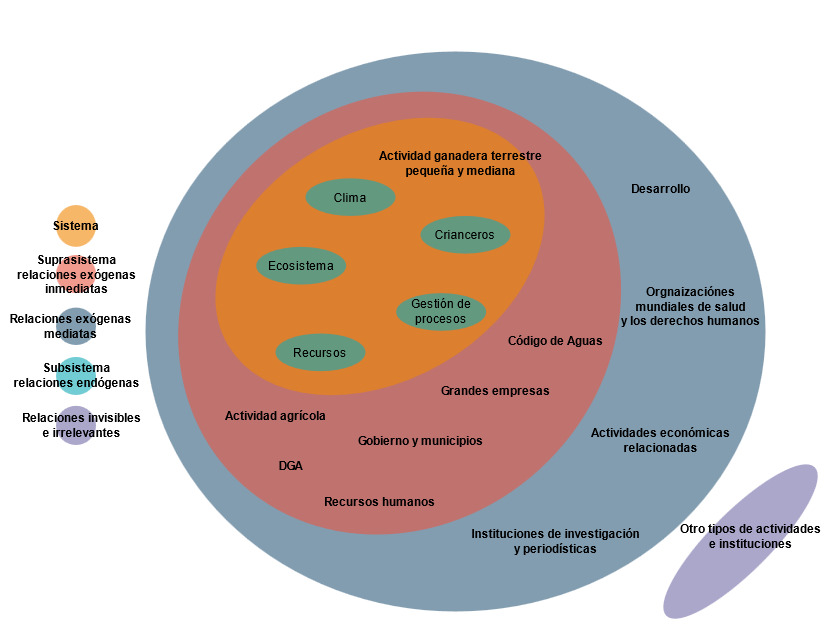 Sistema
Suprasistema
relaciones exógenas
inmediatas
Relaciones exógenas
mediatas
Subsistema
relaciones endógenas
Relaciones invisibles
e irrelevantes
Actividad ganadera terrestre
pequeña y mediana
Clima
Crianceros
Ecosistema
Gestión de
procesos
Recursos
Código de Aguas
Grandes empresas
Actividad agrícola
Gobierno y municipios
DGA
Recursos humanos
Desarrollo
Orgnaizaciónes
mundiales de salud
y los derechos humanos
Actividades económicas
relacionadas
Instituciones de investigación
y periodísticas
Otro tipos de actividades
e instituciones